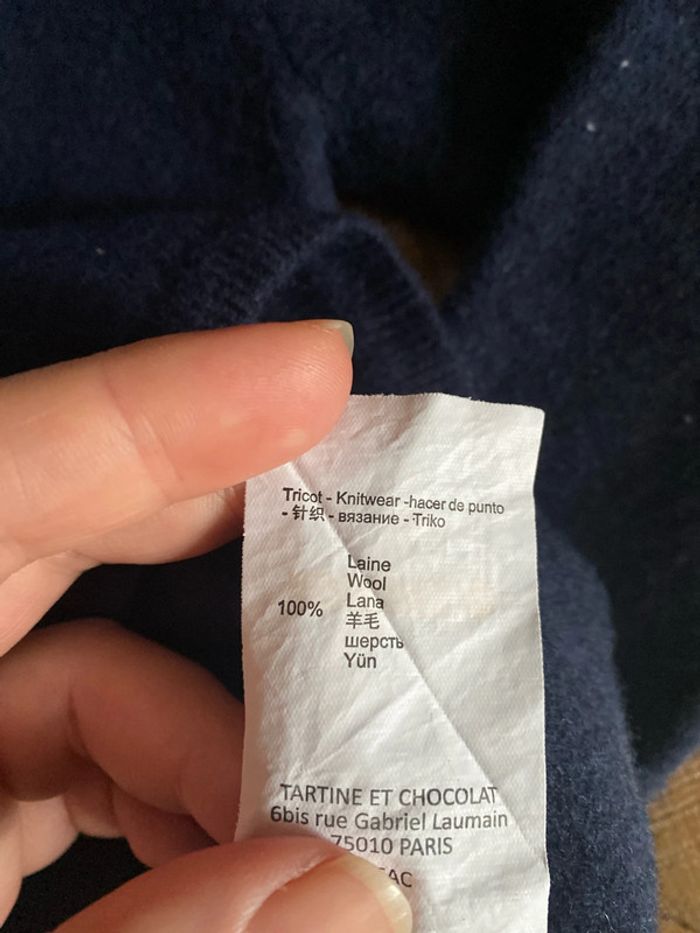 Tricot - Knitwear -hacer de punto
- 针织 - вязание - Triko
Laine
Wool
100% Lana
羊毛
шерсть
Yün
TARTINE ET CHOCOLAT
6bis rue Gabriel Laumain
75010 PARIS